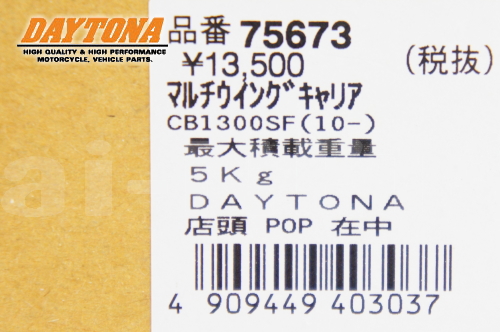 DAYTONA
HIGH QUALITY & HIGH PERFORMANCE
MOTORCYCLE, VEHICLE PARTS.
品番 75673
¥13,500 (税抜)
ﾏﾙﾁｳｲﾝｸﾞｷｬﾘｱ
CB1300SF(10-)
最大積載重量
5Kg
DAYTONA
店頭 POP 在中
4 909449 403037